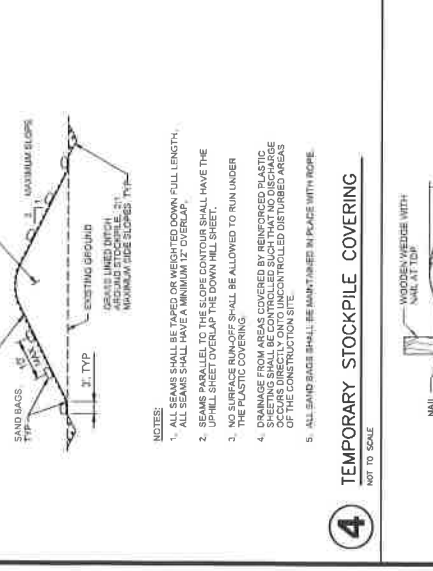 SAND BAGS
TYP
10'
MAX
2
1
MAXIMUM SLOPE
3', TYP
EXISTING GROUND
GRASS LINED DITCH
AROUND STOCKPILE, 2:1
MAXIMUM SIDE SLOPES TYP
NOTES:
1. ALL SEAMS SHALL BE TAPED OR WEIGHTED DOWN FULL LENGTH.
ALL SEAMS SHALL HAVE A MINIMUM 12" OVERLAP.
2. SEAMS PARALLEL TO THE SLOPE CONTOUR SHALL HAVE THE
UPHILL SHEET OVERLAP THE DOWN HILL SHEET.
3. NO SURFACE RUN-OFF SHALL BE ALLOWED TO RUN UNDER
THE PLASTIC COVERING.
4. DRAINAGE FROM AREAS COVERED BY REINFORCED PLASTIC
SHEETING SHALL BE CONTROLLED SUCH THAT NO DISCHARGE
OCCURS DIRECTLY ONTO UNCONTROLLED DISTURBED AREAS
OF THE CONSTRUCTION SITE.
5. ALL SAND BAGS SHALL BE MAINTAINED IN PLACE WITH ROPE.
4 TEMPORARY STOCKPILE COVERING
NOT TO SCALE
WOODEN WEDGE WITH
NAIL AT TOP
NAIL